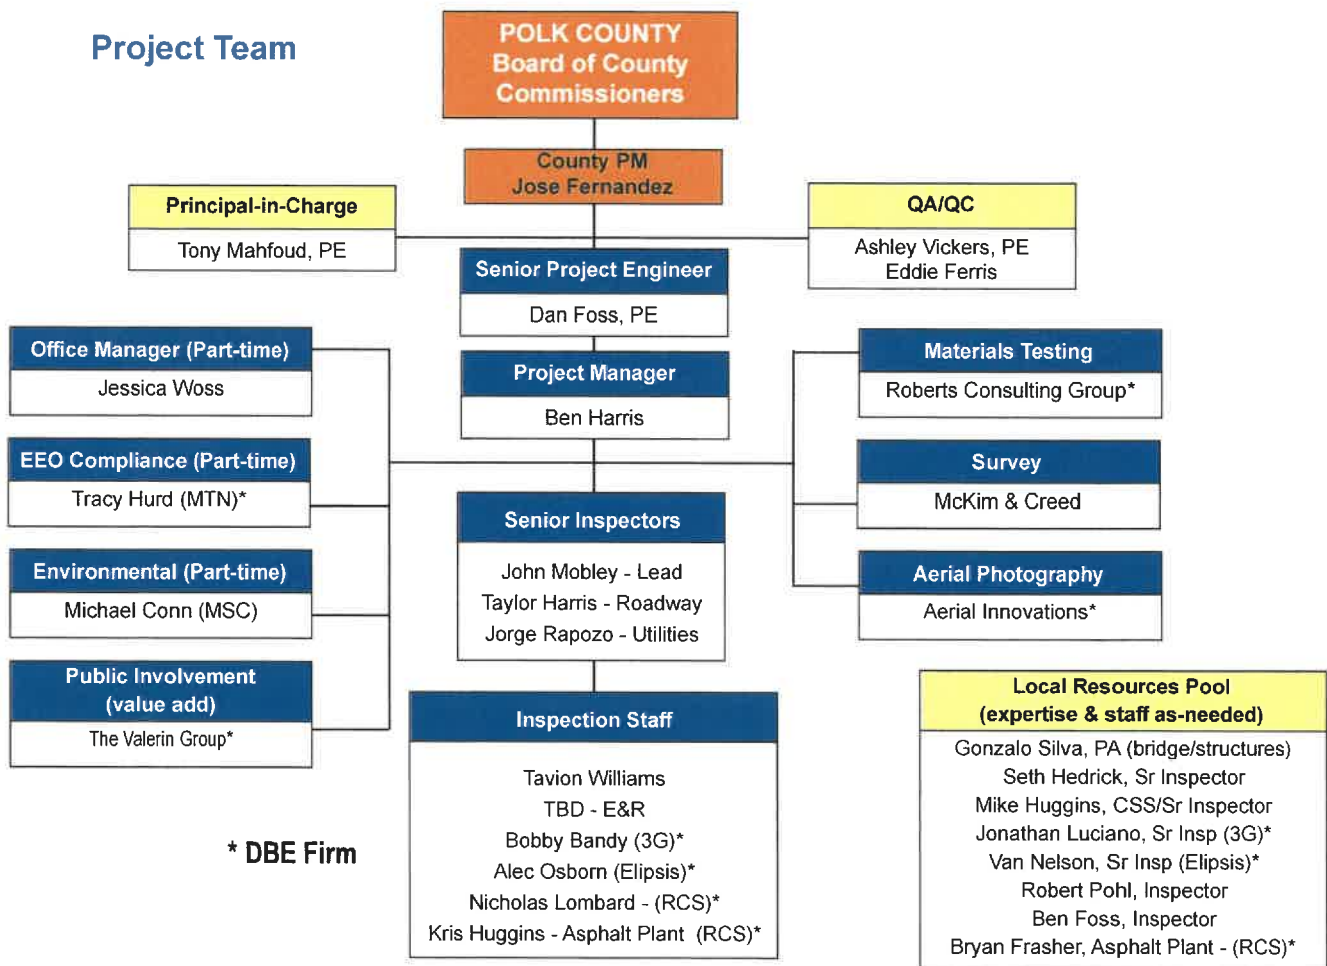 Project Team
POLK COUNTY
Board of County
Commissioners
County PM
Jose Fernandez
Principal-in-Charge
Tony Mahfoud, PE
QA/QC
Ashley Vickers, PE
Eddie Ferris
Senior Project Engineer
Dan Foss, PE
Project Manager
Ben Harris
Office Manager (Part-time)
Jessica Woss
EEO Compliance (Part-time)
Tracy Hurd (MTN)*
Environmental (Part-time)
Michael Conn (MSC)
Public Involvement
(value add)
The Valerin Group*
Materials Testing
Roberts Consulting Group*
Survey
McKim & Creed
Aerial Photography
Aerial Innovations*
Senior Inspectors
John Mobley - Lead
Taylor Harris - Roadway
Jorge Rapozo - Utilities
Inspection Staff
Tavion Williams
TBD - E&R
Bobby Bandy (3G)*
Alec Osborn (Elipsis)*
Nicholas Lombard - (RCS)*
Kris Huggins - Asphalt Plant (RCS)*
Local Resources Pool
(expertise & staff as-needed)
Gonzalo Silva, PA (bridge/structures)
Seth Hedrick, Sr Inspector
Mike Huggins, CSS/Sr Inspector
Jonathan Luciano, Sr Insp (3G)*
Van Nelson, Sr Insp (Elipsis)*
Robert Pohl, Inspector
Ben Foss, Inspector
Bryan Frasher, Asphalt Plant - (RCS)*
* DBE Firm